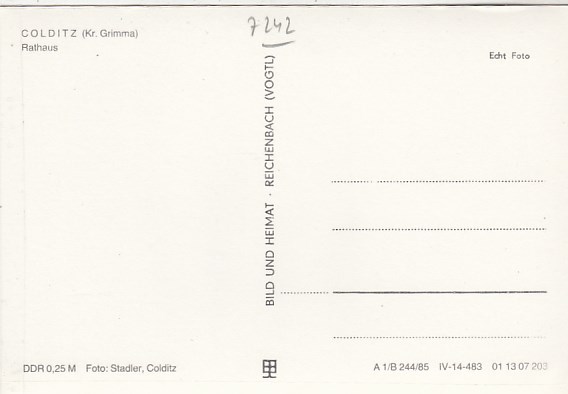 COLDITZ (Kr. Grimma)
Rathaus
7242
Echt Foto
BILD UND HEIMAT · REICHENBACH (VOGTL)
DDR 0,25 M Foto: Stadler, Colditz
A 1/B 244/85 IV-14-483 01 13 07 203